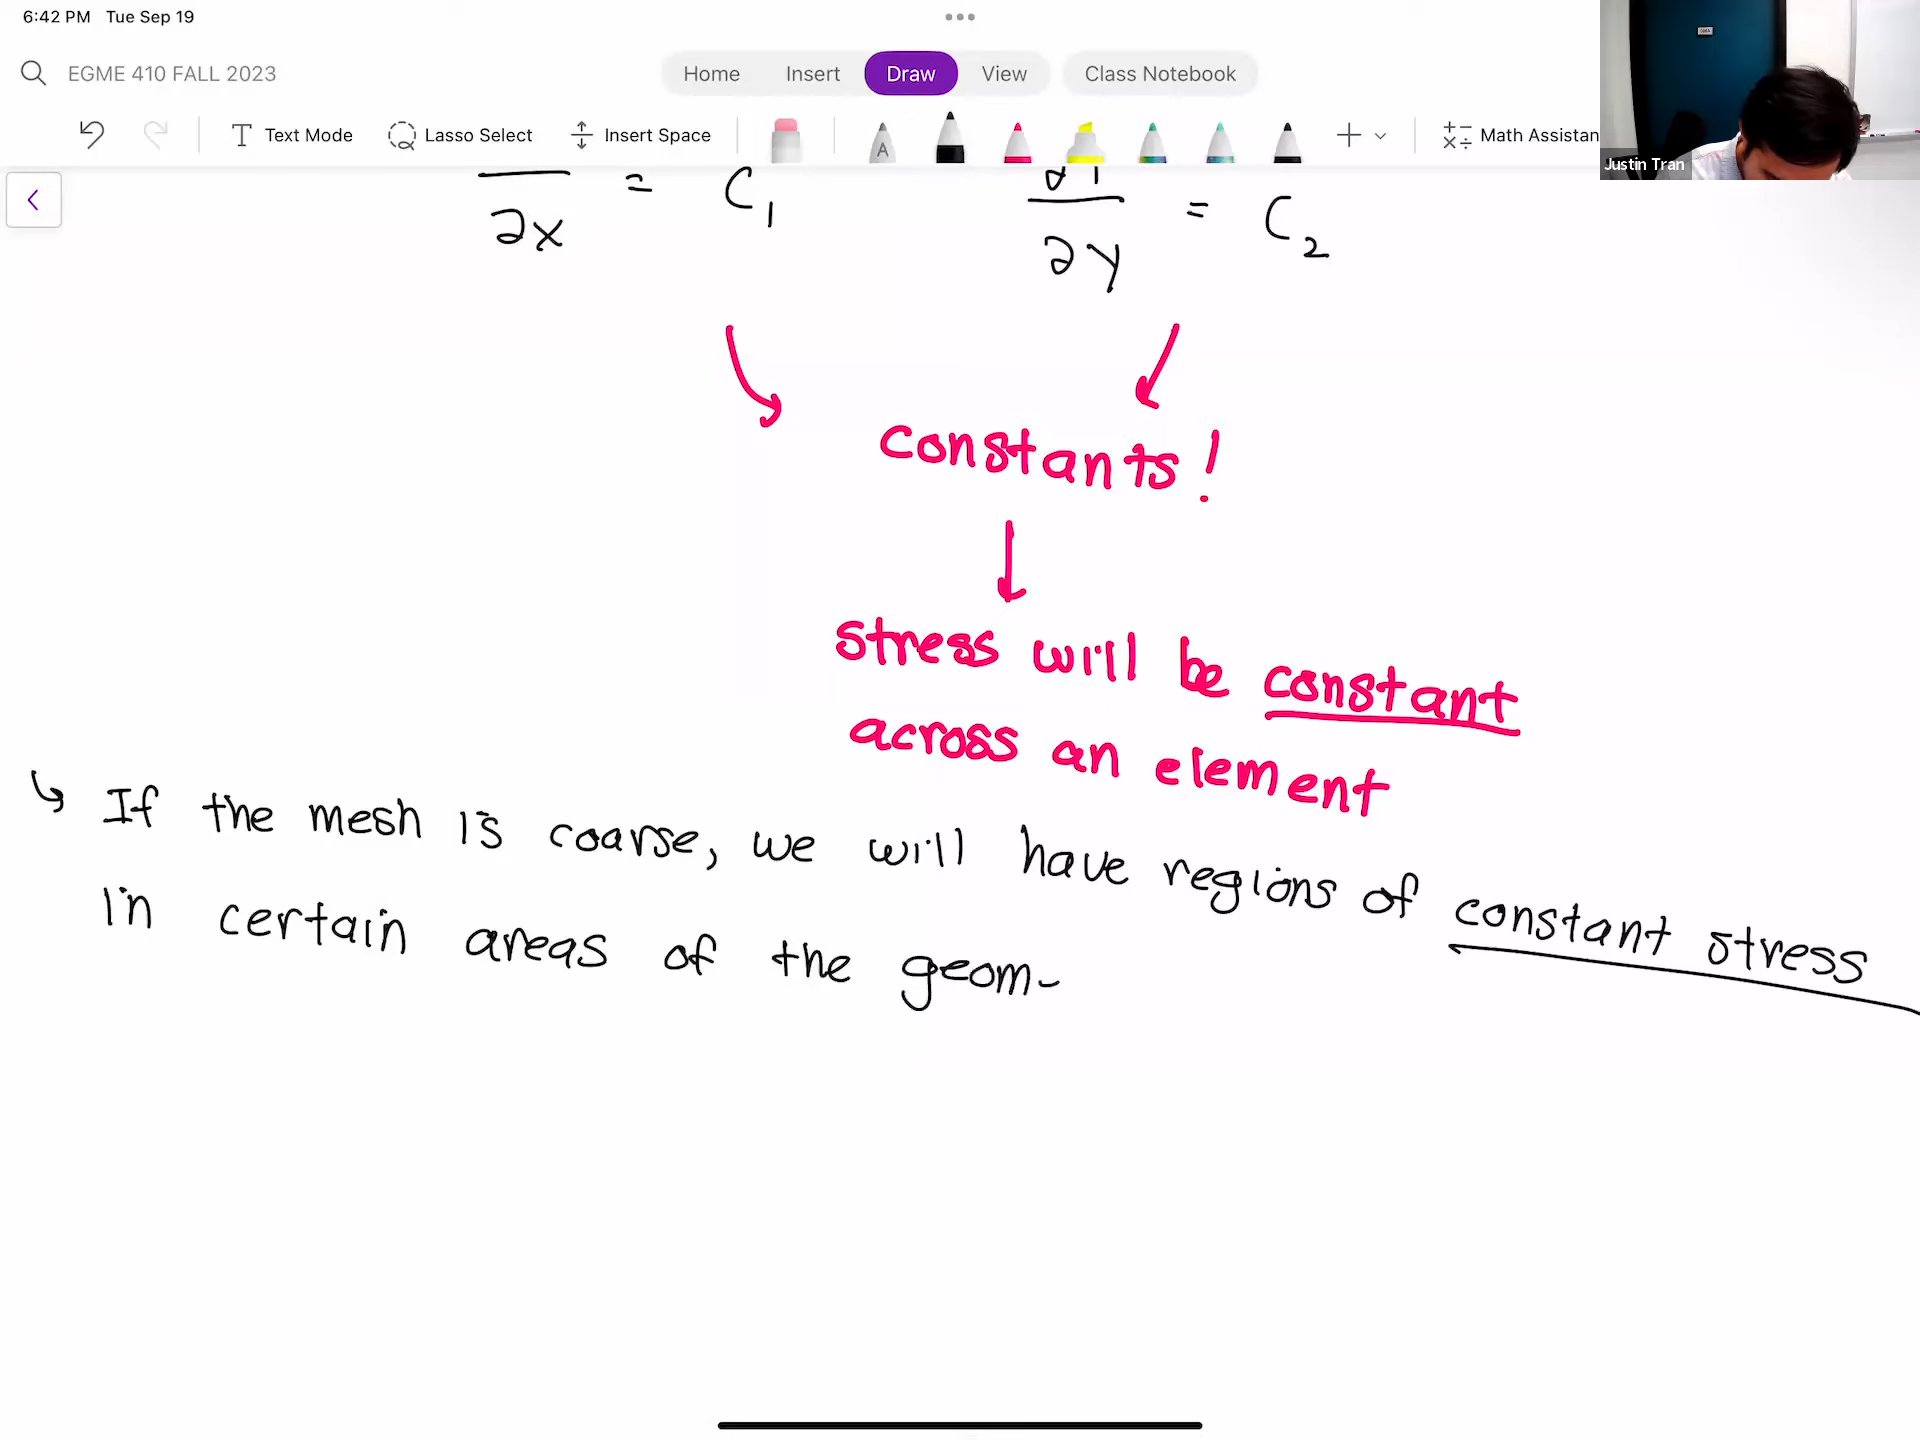 6:42 PM Tue Sep 19
EGME 410 FALL 2023
Home Insert Draw View Class Notebook
Text Mode Lasso Select Insert Space A Math Assistan
Justin Tran
∂x = C₁
∂y = C₂
constants!
stress will be constant
across an element
↳ If the mesh is coarse, we will have regions of constant stress
in certain areas of the geom